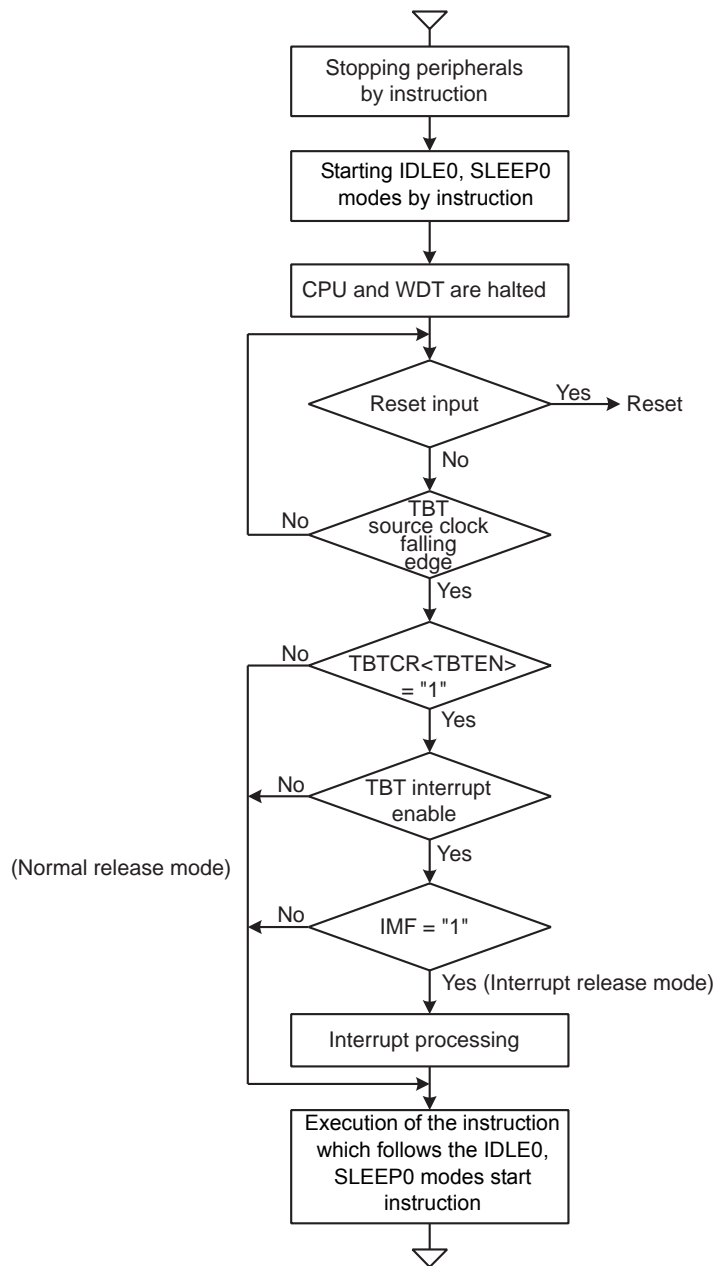 Stopping peripherals
by instruction
Starting IDLE0, SLEEP0
modes by instruction
CPU and WDT are halted
Reset input
Yes
Reset
No
TBT
source clock
falling
edge
No
Yes
TBTCR<TBTEN>
= "1"
No
Yes
TBT interrupt
enable
No
Yes
(Normal release mode)
IMF = "1"
No
Yes (Interrupt release mode)
Interrupt processing
Execution of the instruction
which follows the IDLE0,
SLEEP0 modes start
instruction